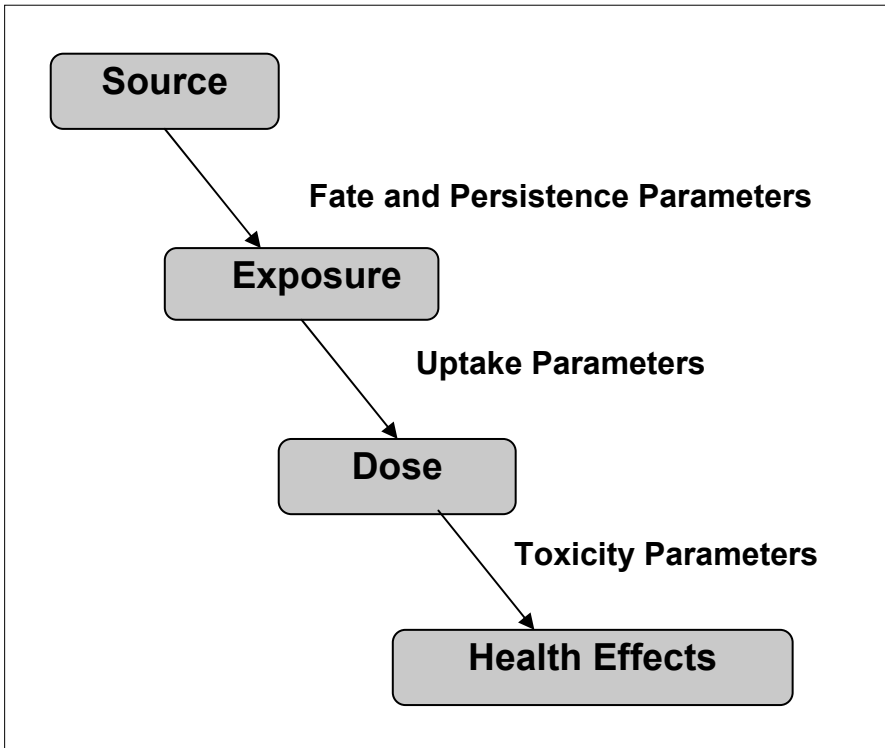 Source
Fate and Persistence Parameters
Exposure
Uptake Parameters
Dose
Toxicity Parameters
Health Effects